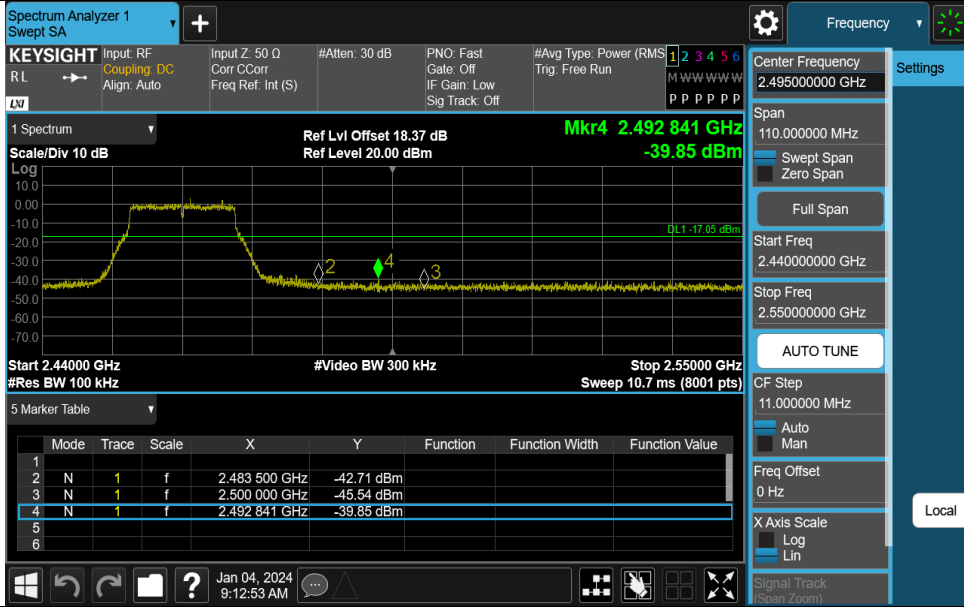 Spectrum Analyzer 1
Swept SA
+
Frequency
KEYSIGHT
RL
LXI
Input: RF
Coupling: DC
Align: Auto
Input Z: 50 Ω
Corr CCorr
Freq Ref: Int (S)
#Atten: 30 dB
PNO: Fast
Gate: Off
IF Gain: Low
Sig Track: Off
#Avg Type: Power (RMS
Trig: Free Run
1 2 3 4 5 6
M W W W W W
P P P P P P
1 Spectrum
Scale/Div 10 dB
Log
Ref Lvl Offset 18.37 dB
Ref Level 20.00 dBm
Mkr4 2.492 841 GHz
-39.85 dBm
10.0
0.00
-10.0
-20.0
-30.0
-40.0
-50.0
-60.0
-70.0
DL1 -17.05 dBm
2
4
3
Start 2.44000 GHz
#Video BW 300 kHz
Stop 2.55000 GHz
#Res BW 100 kHz
Sweep 10.7 ms (8001 pts)
5 Marker Table
Mode Trace Scale X Y Function Function Width Function Value
1
2 N 1 f 2.483 500 GHz -42.71 dBm
3 N 1 f 2.500 000 GHz -45.54 dBm
4 N 1 f 2.492 841 GHz -39.85 dBm
5
6
?
Jan 04, 2024
9:12:53 AM
Center Frequency
2.495000000 GHz
Settings
Span
110.000000 MHz
Swept Span
Zero Span
Full Span
Start Freq
2.440000000 GHz
Stop Freq
2.550000000 GHz
AUTO TUNE
CF Step
11.000000 MHz
Auto
Man
Freq Offset
0 Hz
Local
X Axis Scale
Log
Lin
Signal Track
(Span Zoom)